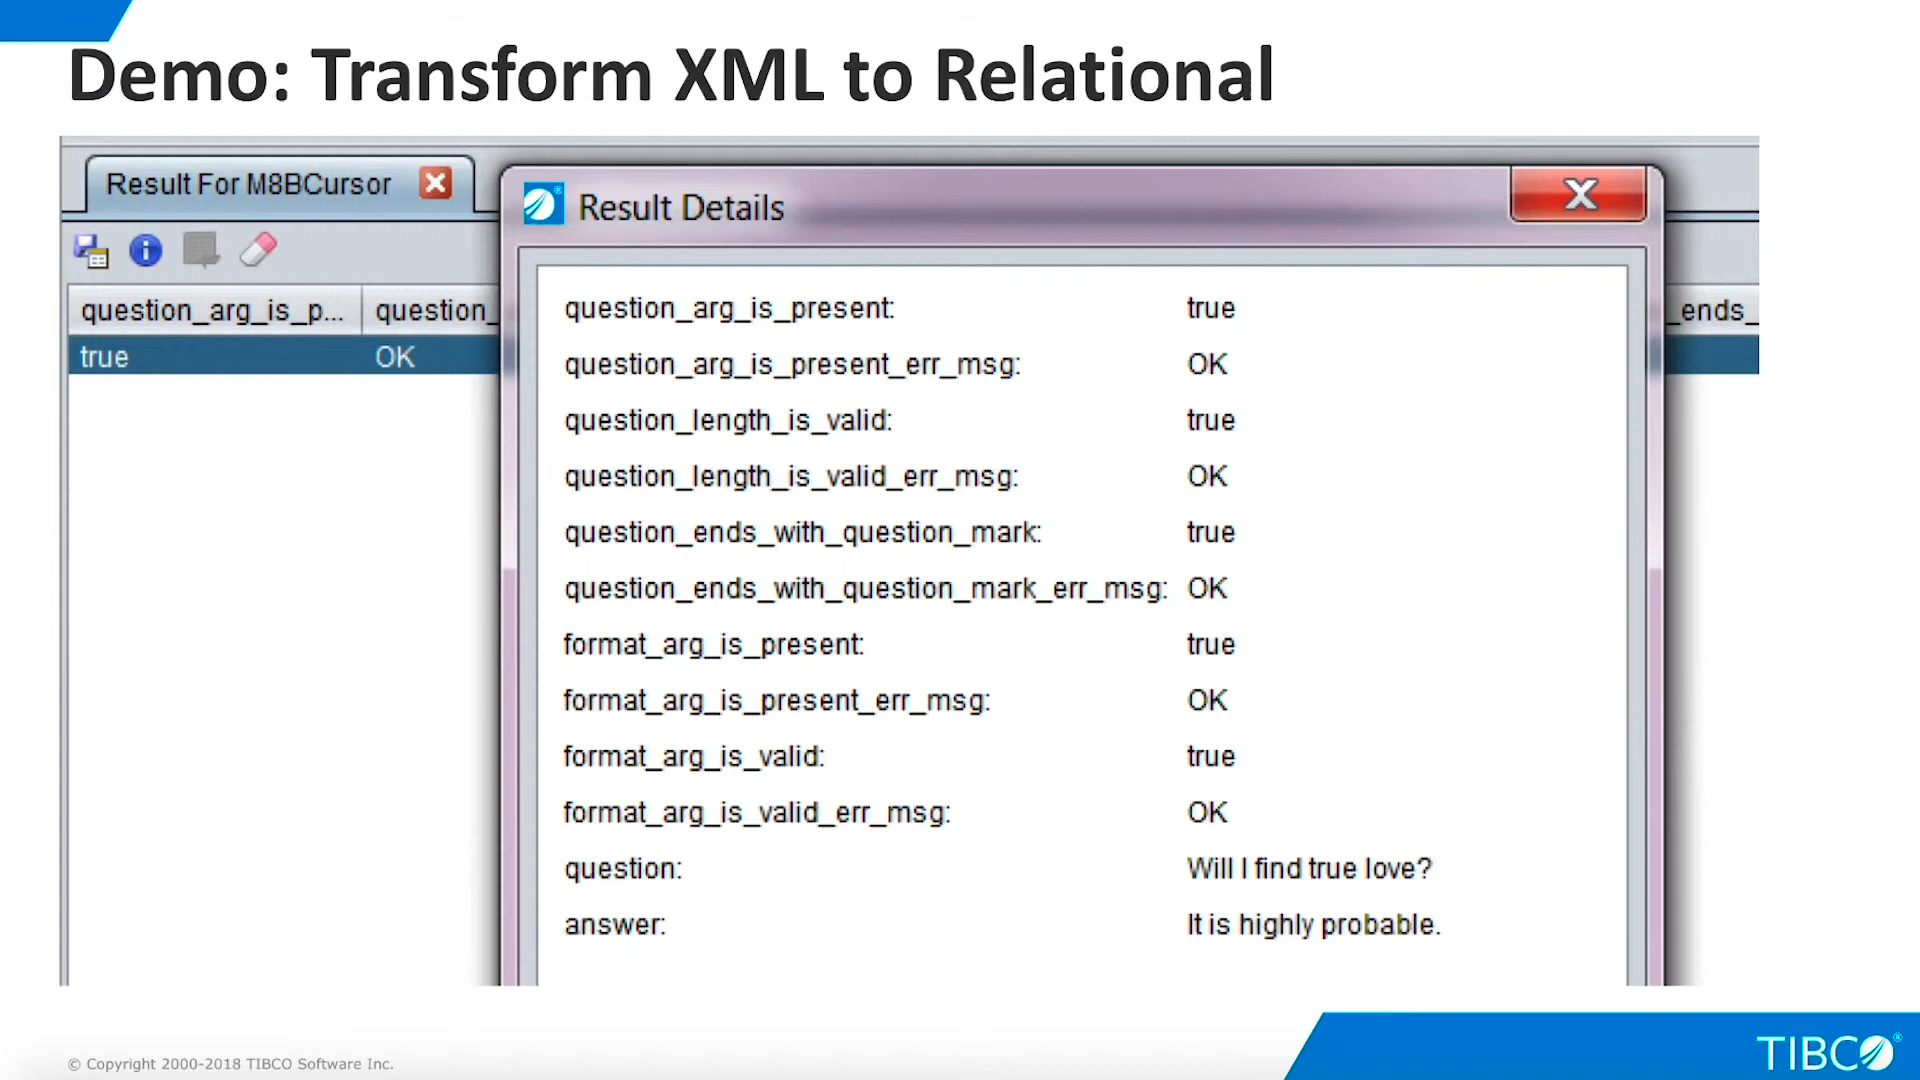 Demo: Transform XML to Relational
Result For M8BCursor
Result Details
question_arg_is_p... question_ _ends_
true OK
question_arg_is_present: true
question_arg_is_present_err_msg: OK
question_length_is_valid: true
question_length_is_valid_err_msg: OK
question_ends_with_question_mark: true
question_ends_with_question_mark_err_msg: OK
format_arg_is_present: true
format_arg_is_present_err_msg: OK
format_arg_is_valid: true
format_arg_is_valid_err_msg: OK
question: Will I find true love?
answer: It is highly probable.
© Copyright 2000-2018 TIBCO Software Inc.
TIBCO®